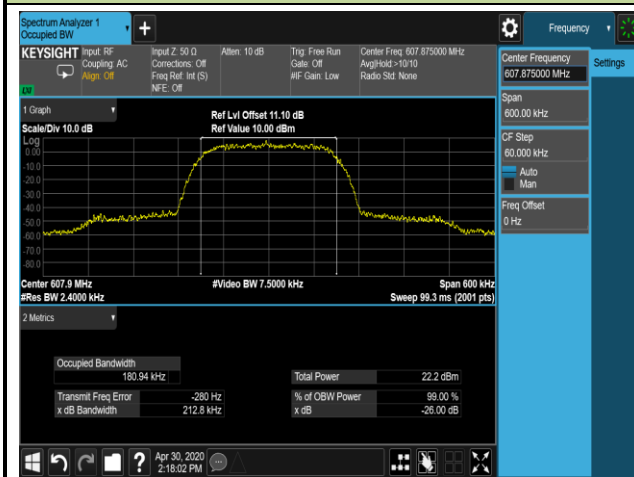 Spectrum Analyzer 1
Occupied BW
Frequency
KEYSIGHT
Input: RF
Coupling: AC
Align: Off
Input Z: 50 Ω
Corrections: Off
Freq Ref: Int (S)
NFE: Off
Atten: 10 dB
Trig: Free Run
Gate: Off
#IF Gain: Low
Center Freq: 607.875000 MHz
Avg|Hold:>10/10
Radio Std: None
Center Frequency
607.875000 MHz
Settings
Span
600.00 kHz
CF Step
60.000 kHz
Auto
Man
Freq Offset
0 Hz
1 Graph
Scale/Div 10.0 dB
Ref Lvl Offset 11.10 dB
Ref Value 10.00 dBm
Log
0.00
-10.0
-20.0
-30.0
-40.0
-50.0
-60.0
-70.0
-80.0
Center 607.9 MHz
#Video BW 7.5000 kHz
Span 600 kHz
#Res BW 2.4000 kHz
Sweep 99.3 ms (2001 pts)
2 Metrics
Occupied Bandwidth
180.94 kHz
Total Power 22.2 dBm
Transmit Freq Error -280 Hz
% of OBW Power 99.00 %
x dB Bandwidth 212.8 kHz
x dB -26.00 dB
?
Apr 30, 2020
2:18:02 PM